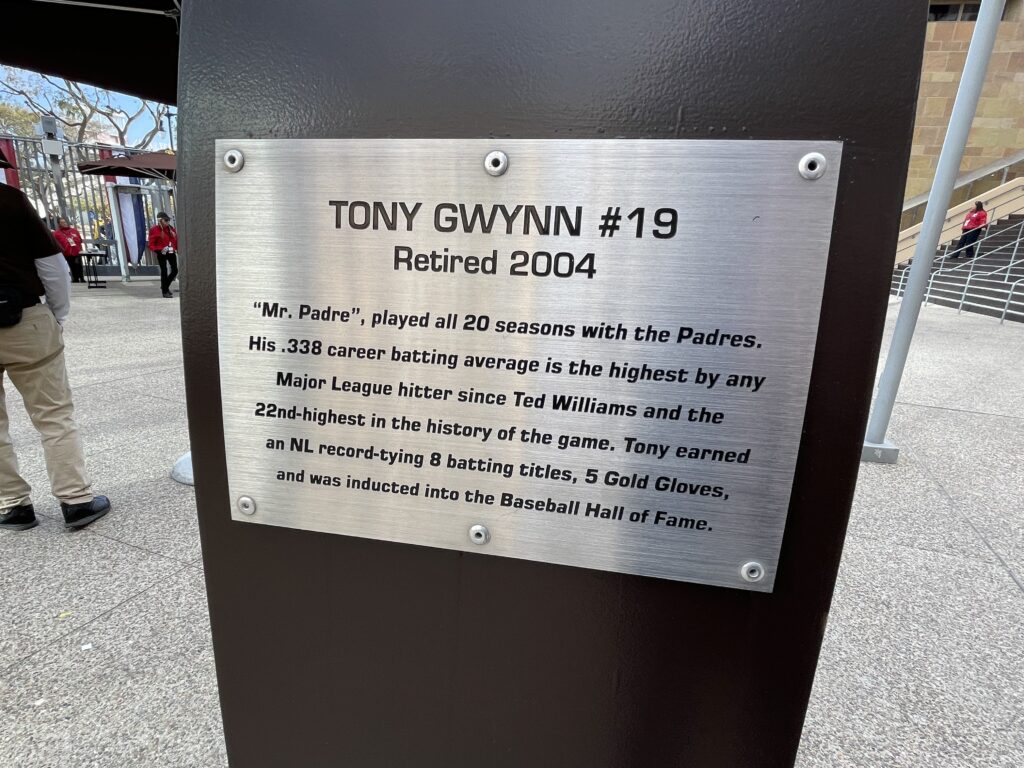 TONY GWYNN #19
Retired 2004
“Mr. Padre”, played all 20 seasons with the Padres.
His .338 career batting average is the highest by any
Major League hitter since Ted Williams and the
22nd-highest in the history of the game. Tony earned
an NL record-tying 8 batting titles, 5 Gold Gloves,
and was inducted into the Baseball Hall of Fame.